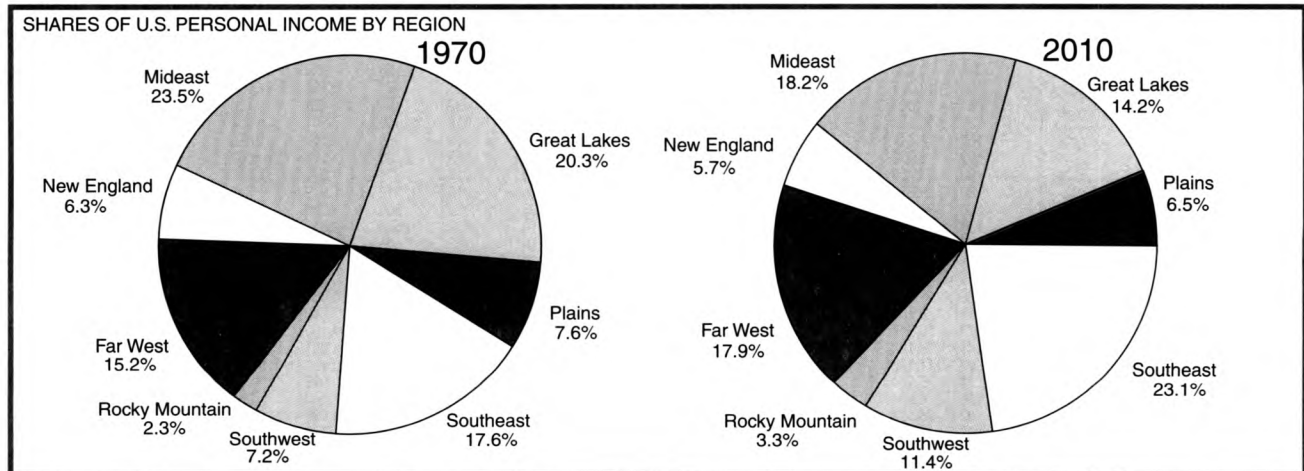 SHARES OF U.S. PERSONAL INCOME BY REGION
1970
Mideast
23.5%
Great Lakes
20.3%
New England
6.3%
Plains
7.6%
Far West
15.2%
Rocky Mountain
2.3%
Southwest
7.2%
Southeast
17.6%
2010
Mideast
18.2%
Great Lakes
14.2%
New England
5.7%
Plains
6.5%
Far West
17.9%
Southeast
23.1%
Rocky Mountain
3.3%
Southwest
11.4%